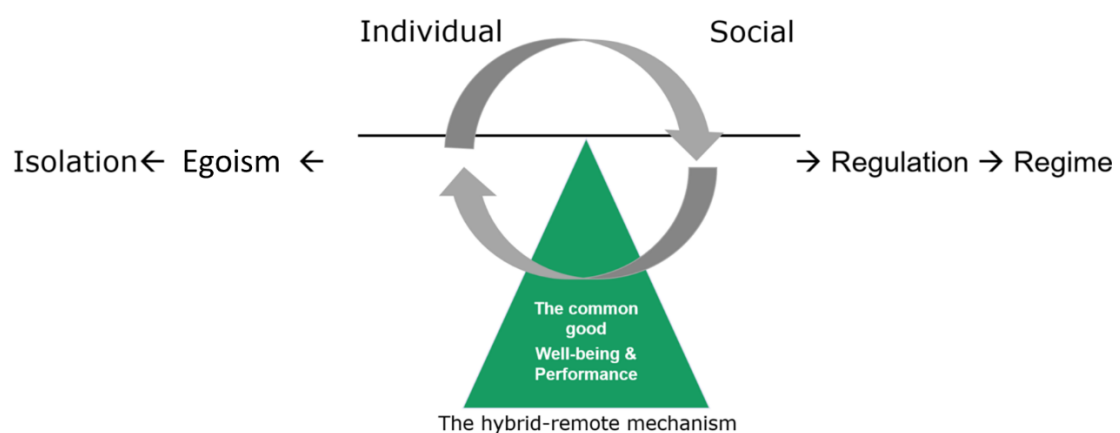 Individual
Social
Isolation← Egoism ←
→ Regulation → Regime
The common
good
Well-being &
Performance
The hybrid-remote mechanism